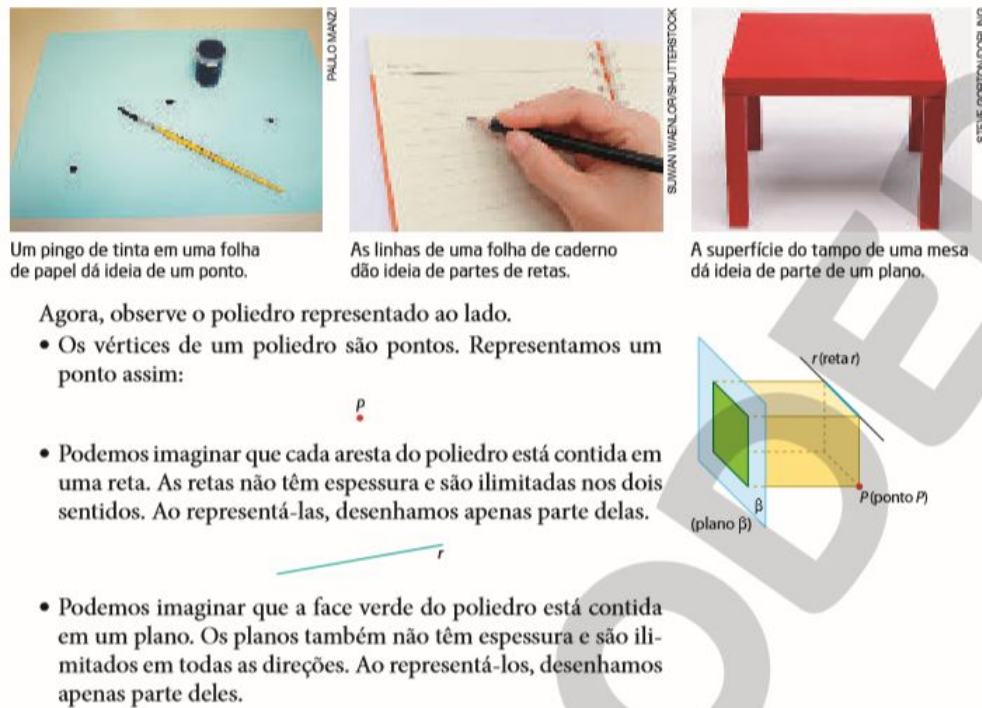 PAULO MANZI
SUWAN WAENLOR/SHUTTERSTOCK
Um pingo de tinta em uma folha
de papel dá ideia de um ponto.
As linhas de uma folha de caderno
dão ideia de partes de retas.
A superfície do tampo de uma mesa
dá ideia de parte de um plano.
Agora, observe o poliedro representado ao lado.
• Os vértices de um poliedro são pontos. Representamos um
ponto assim:
P
• Podemos imaginar que cada aresta do poliedro está contida em
uma reta. As retas não têm espessura e são ilimitadas nos dois
sentidos. Ao representá-las, desenhamos apenas parte delas.
r
r (reta r)
P (ponto P)
β
(plano β)
• Podemos imaginar que a face verde do poliedro está contida
em um plano. Os planos também não têm espessura e são ili-
mitados em todas as direções. Ao representá-los, desenhamos
apenas parte deles.